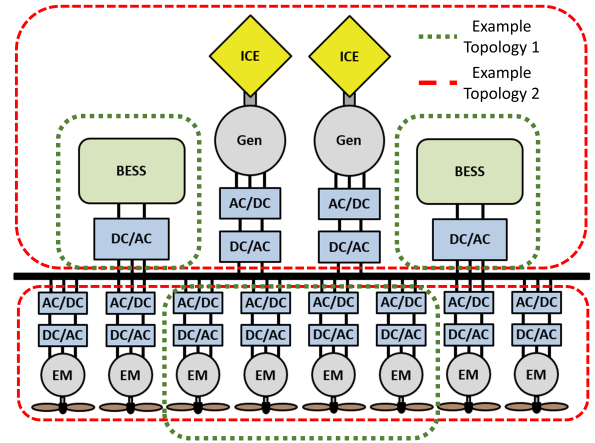 Example
Topology 1
Example
Topology 2
ICE
ICE
Gen
Gen
BESS
BESS
AC/DC
AC/DC
DC/AC
DC/AC
DC/AC
DC/AC
AC/DC
AC/DC
AC/DC
AC/DC
AC/DC
AC/DC
AC/DC
AC/DC
DC/AC
DC/AC
DC/AC
DC/AC
DC/AC
DC/AC
DC/AC
DC/AC
EM
EM
EM
EM
EM
EM
EM
EM